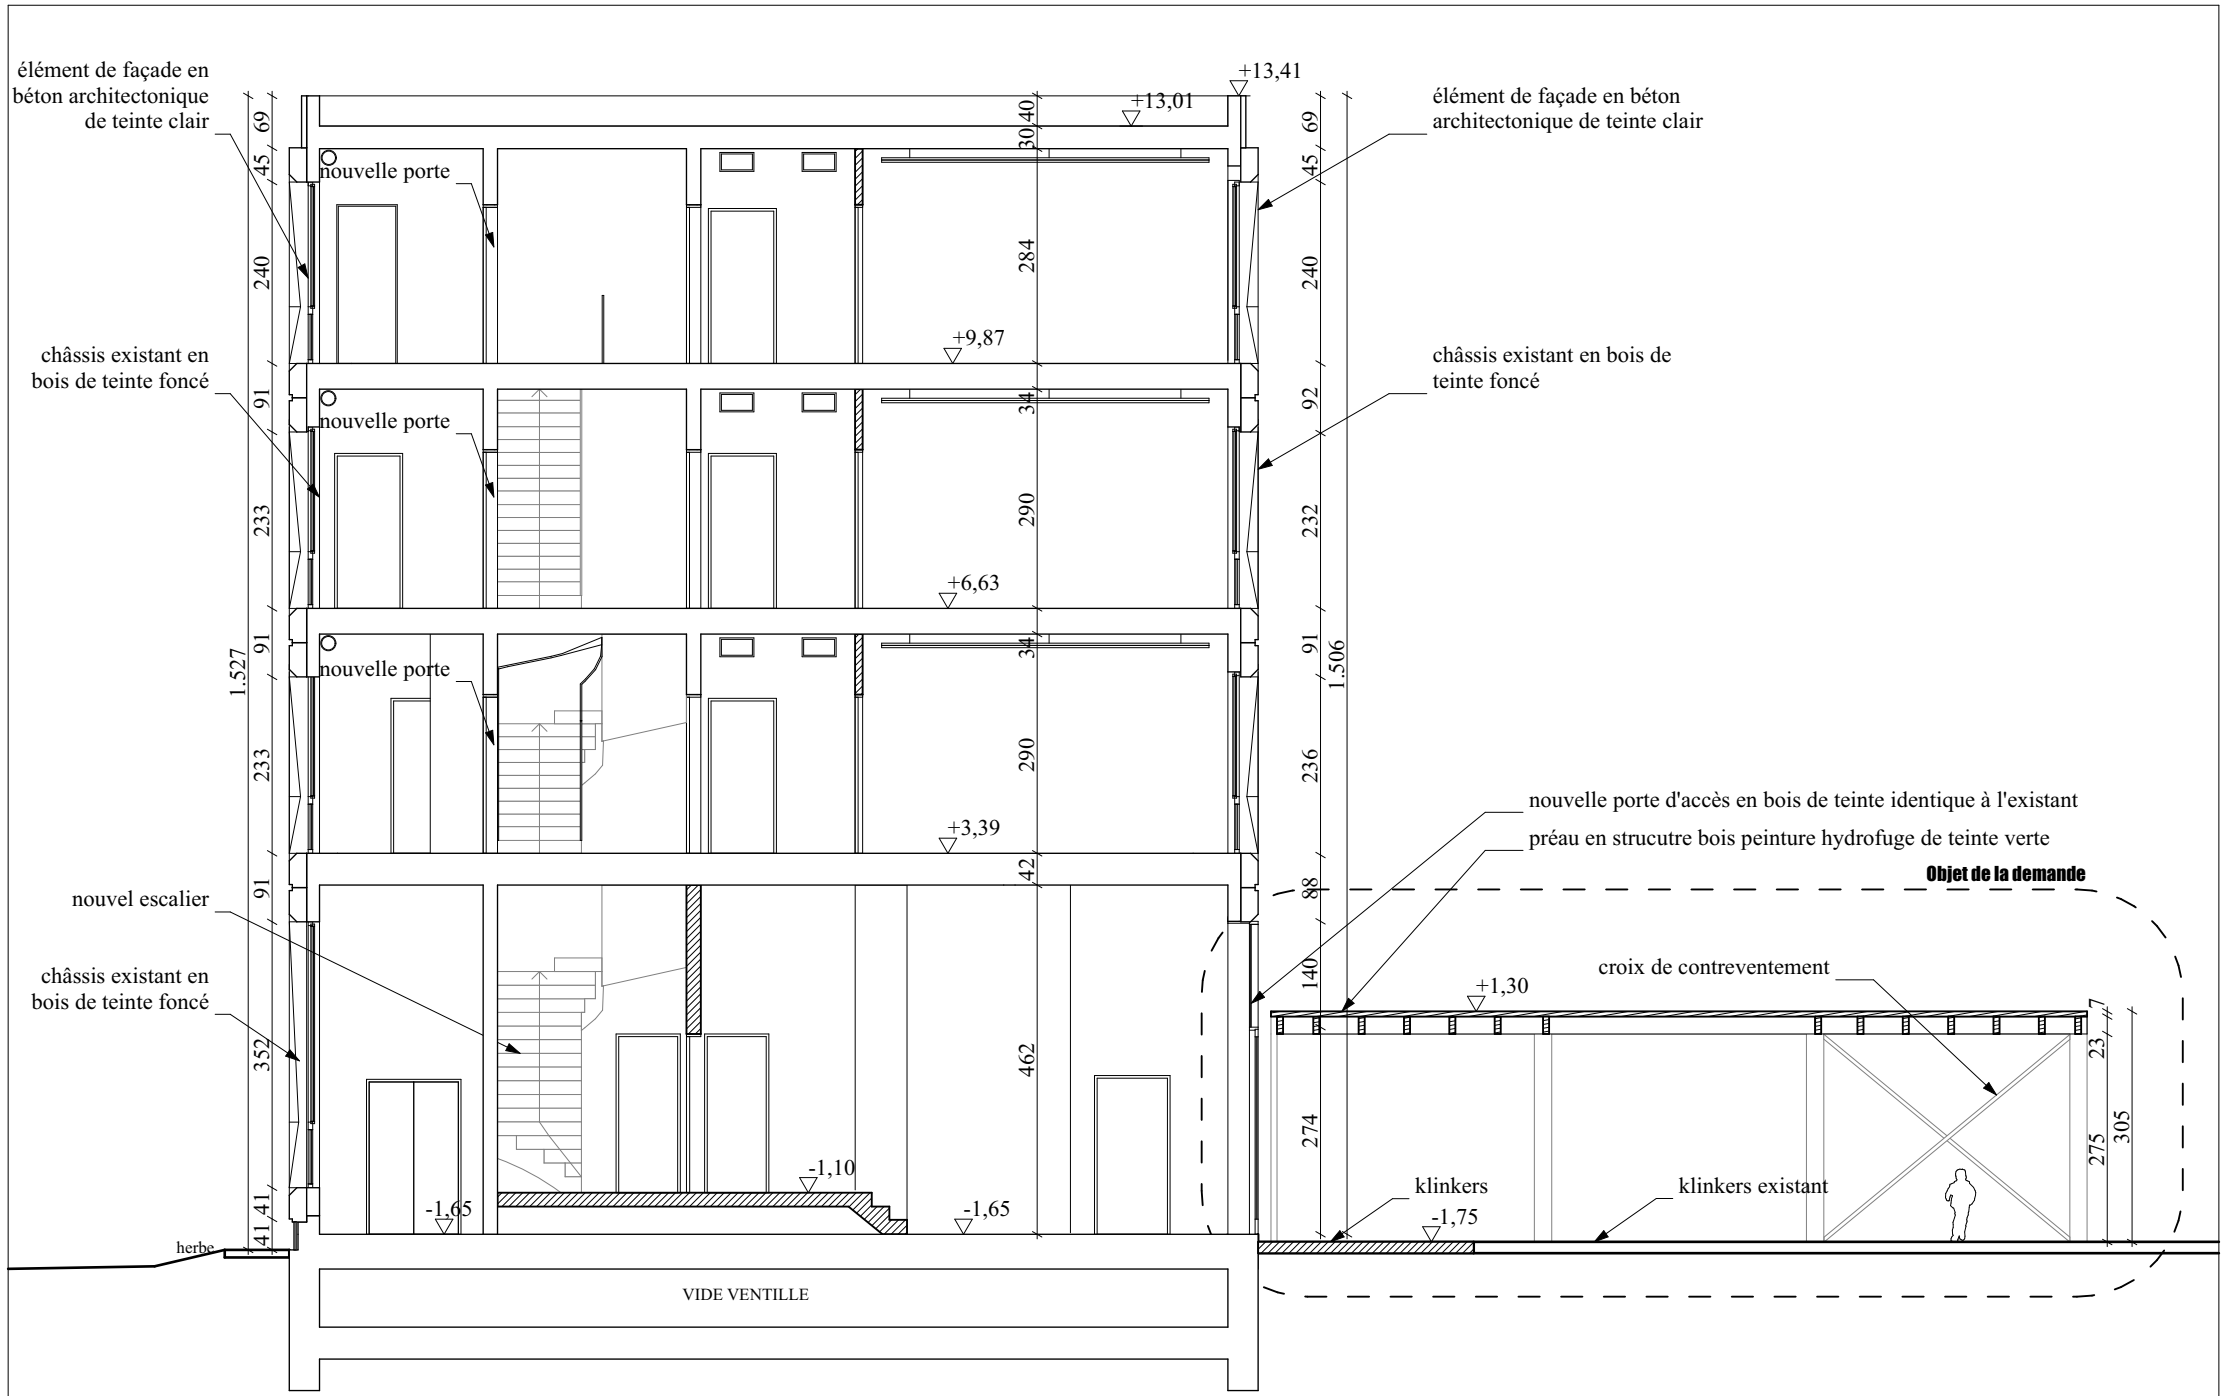 élément de façade en
béton architectonique
de teinte clair
châssis existant en
bois de teinte foncé
nouvel escalier
châssis existant en
bois de teinte foncé
herbe
1.527
69
45
240
91
233
91
233
91
352
41
41
nouvelle porte
nouvelle porte
nouvelle porte
+13,41
+13,01
+9,87
+6,63
+3,39
-1,10
-1,65
-1,65
40
30
284
34
290
34
290
42
462
VIDE VENTILLE
69
45
240
92
232
91
236
88
140
274
1.506
élément de façade en béton
architectonique de teinte clair
châssis existant en bois de
teinte foncé
nouvelle porte d'accès en bois de teinte identique à l'existant
préau en strucutre bois peinture hydrofuge de teinte verte
Objet de la demande
croix de contreventement
+1,30
klinkers
klinkers existant
-1,75
7
23
275
305